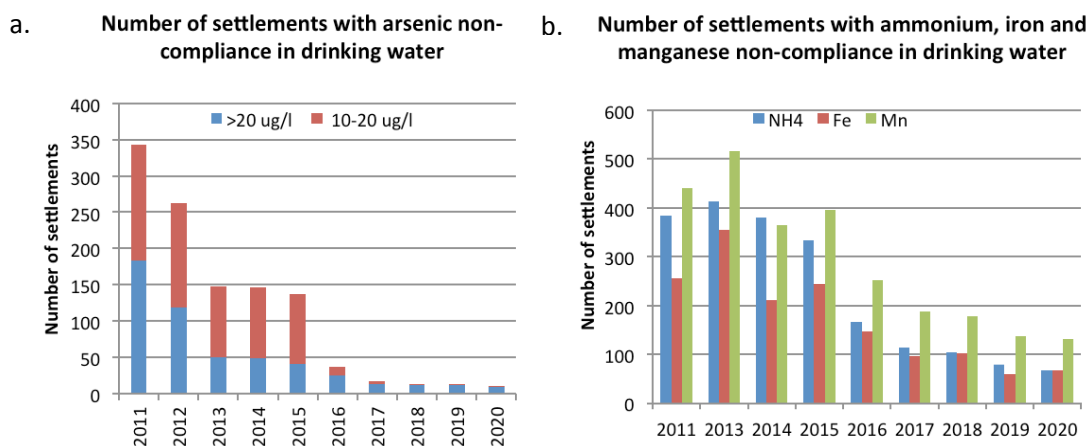 a.
Number of settlements with arsenic non-
compliance in drinking water
>20 ug/l 10-20 ug/l
Number of settlements
400
350
300
250
200
150
100
50
0
2011 2012 2013 2014 2015 2016 2017 2018 2019 2020
b.
Number of settlements with ammonium, iron and
manganese non-compliance in drinking water
NH4 Fe Mn
Number of settlements
600
500
400
300
200
100
0
2011 2013 2014 2015 2016 2017 2018 2019 2020